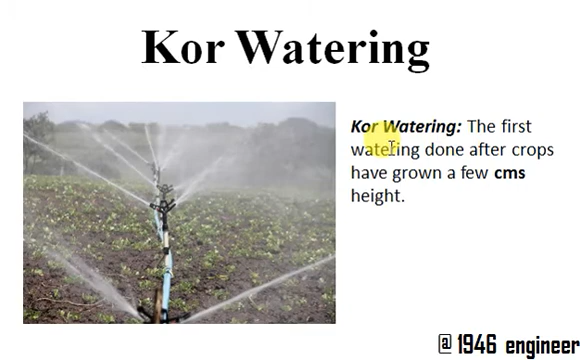 Kor Watering
Kor Watering: The first
watering done after crops
have grown a few cms
height.
@ 1946 engineer